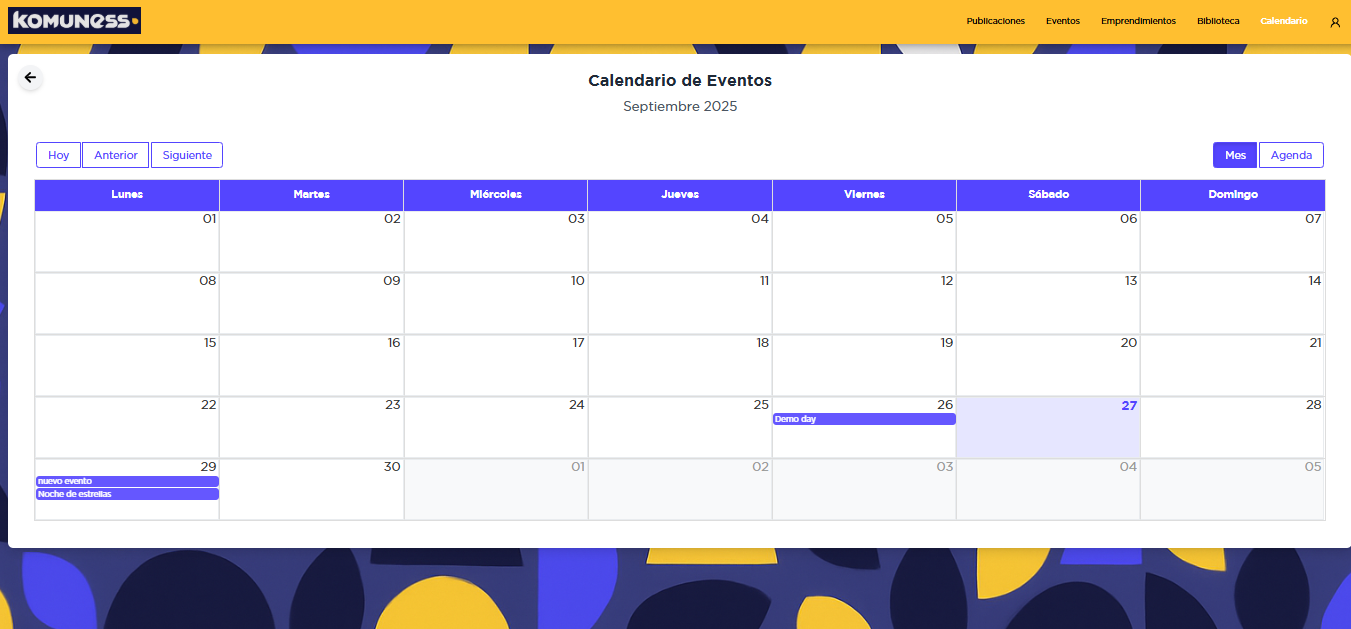 KOMUNESS
Publicaciones Eventos Emprendimientos Biblioteca Calendario
Calendario de Eventos
Septiembre 2025
Hoy Anterior Siguiente Mes Agenda
Lunes Martes Miércoles Jueves Viernes Sábado Domingo
01 02 03 04 05 06 07
08 09 10 11 12 13 14
15 16 17 18 19 20 21
22 23 24 25 26 27 28
Demo day
29 30 01 02 03 04 05
nuevo evento
Noche de estrellas